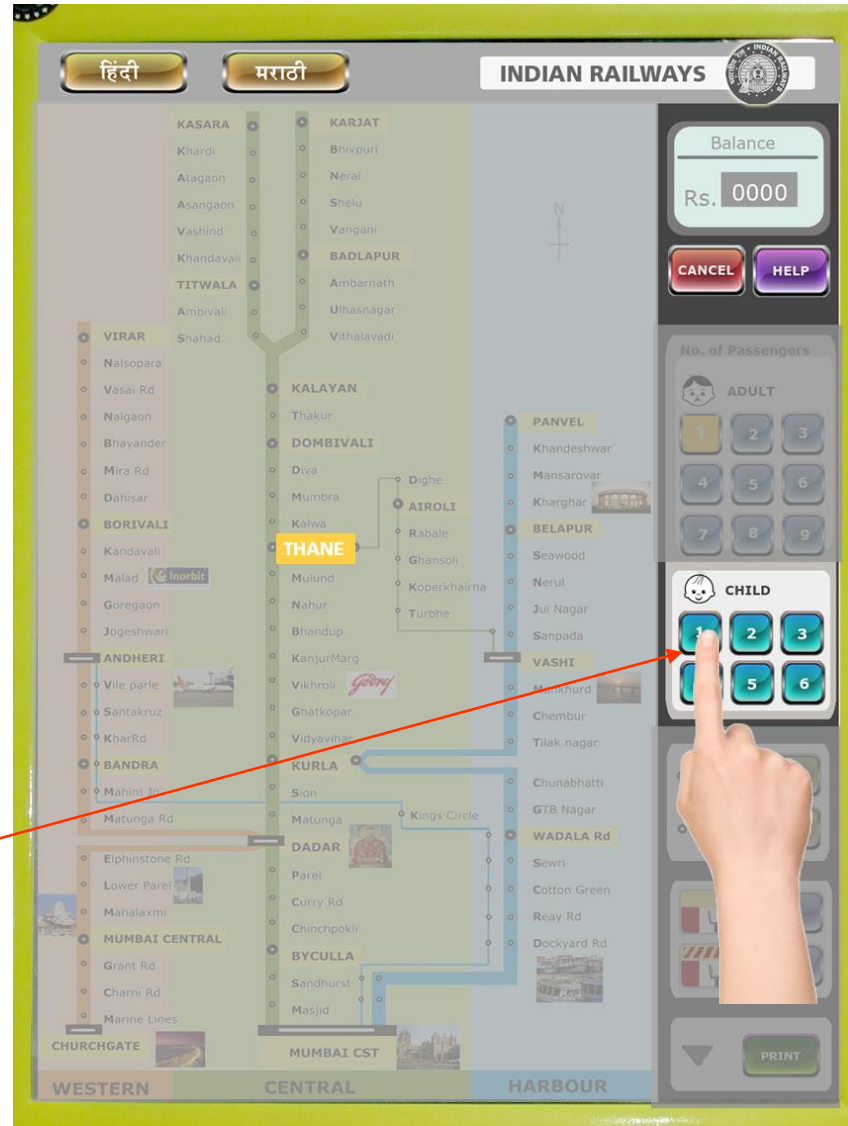 हिंदी
मराठी
INDIAN RAILWAYS
INDIAN RAILWAYS
Balance
Rs. 0000
CANCEL
HELP
No. of Passengers
ADULT
1 2 3
4 5 6
7 8 9
CHILD
1 2 3
5 6
PRINT
KASARA
Khardi
Atagaon
Asangaon
Vashind
Khandavali
TITWALA
Ambivali
Shahad
KARJAT
Bhivpuri
Neral
Shelu
Vangani
BADLAPUR
Ambarnath
Ulhasnagar
Vithalavadi
N
VIRAR
Nalsopara
Vasai Rd
Nalgaon
Bhayander
Mira Rd
Dahisar
BORIVALI
Kandavali
Malad
Inorbit
Goregaon
Jogeshwari
ANDHERI
Vile parle
Santakruz
KharRd
BANDRA
Mahim Jn
Matunga Rd
Elphinstone Rd
Lower Parel
Mahalaxmi
MUMBAI CENTRAL
Grant Rd
Charni Rd
Marine Lines
CHURCHGATE
WESTERN
KALAYAN
Thakur
DOMBIVALI
Diva
Mumbra
Kalwa
THANE
Mulund
Nahur
Bhandup
KanjurMarg
Vikhroli
Godrej
Ghatkopar
Vidyavihar
KURLA
Sion
Matunga
DADAR
Parel
Curry Rd
Chinchpokli
BYCULLA
Sandhurst
Masjid
MUMBAI CST
CENTRAL
Dighe
AIROLI
Rabale
Ghansoli
Koperkhairna
Turbhe
Kings Circle
PANVEL
Khandeshwar
Mansarovar
Kharghar
BELAPUR
Seawood
Nerul
Jui Nagar
Sanpada
VASHI
Mankhurd
Chembur
Tilak nagar
Chunabhatti
GTB Nagar
WADALA Rd
Sewri
Cotton Green
Reay Rd
Dockyard Rd
HARBOUR